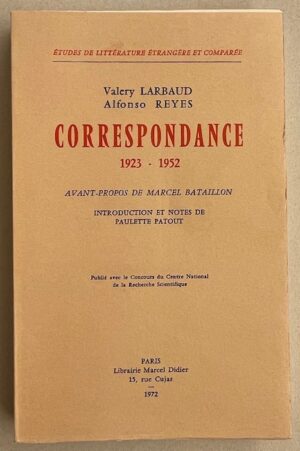 ÉTUDES DE LITTÉRATURE ÉTRANGÈRE ET COMPARÉE
Valery LARBAUD
Alfonso REYES
CORRESPONDANCE
1923 - 1952
AVANT-PROPOS DE MARCEL BATAILLON
INTRODUCTION ET NOTES DE
PAULETTE PATOUT
Publié avec le Concours du Centre National
de la Recherche Scientifique
PARIS
Librairie Marcel Didier
15, rue Cujas
1972